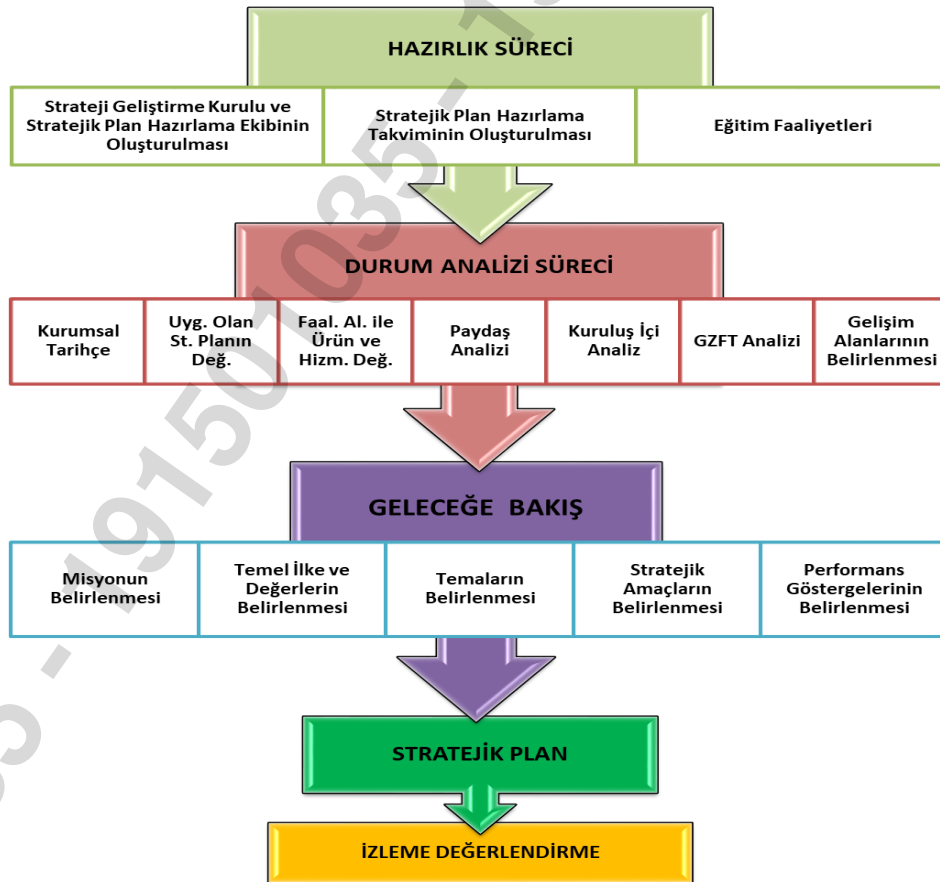 HAZIRLIK SÜRECİ
Strateji Geliştirme Kurulu ve
Stratejik Plan Hazırlama Ekibinin
Oluşturulması
Stratejik Plan Hazırlama
Takviminin Oluşturulması
Eğitim Faaliyetleri
DURUM ANALİZİ SÜRECİ
Kurumsal
Tarihçe
Uyg. Olan
St. Planın
Değ.
Faal. Al. ile
Ürün ve
Hizm. Değ.
Paydaş
Analizi
Kuruluş İçi
Analiz
GZFT Analizi
Gelişim
Alanlarının
Belirlenmesi
GELECEĞE BAKIŞ
Misyonun
Belirlenmesi
Temel İlke ve
Değerlerin
Belirlenmesi
Temaların
Belirlenmesi
Stratejik
Amaçların
Belirlenmesi
Performans
Göstergelerinin
Belirlenmesi
STRATEJİK PLAN
İZLEME DEĞERLENDİRME
35 - 191501035 - 19